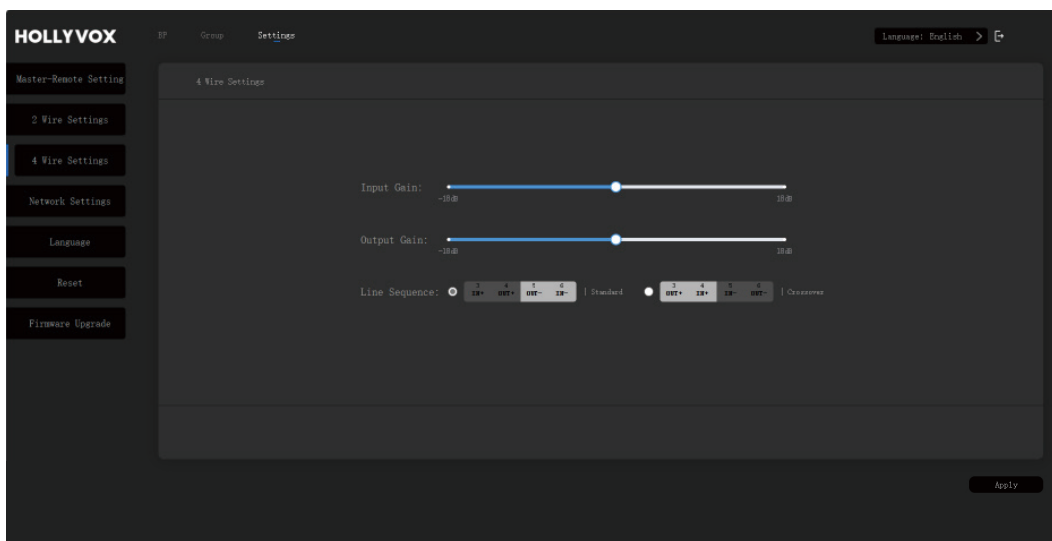 HOLLYVOX
BP Group Settings
Language: English
Master-Remote Setting
2 Wire Settings
4 Wire Settings
Network Settings
Language
Reset
Firmware Upgrade
4 Wire Settings
Input Gain:
-18dB 18dB
Output Gain:
-18dB 18dB
Line Sequence:
3 4 5 6
IN+ OUT+ OUT- IN-
| Standard
3 4 5 6
OUT+ IN+ IN- OUT-
| Crossover
Apply